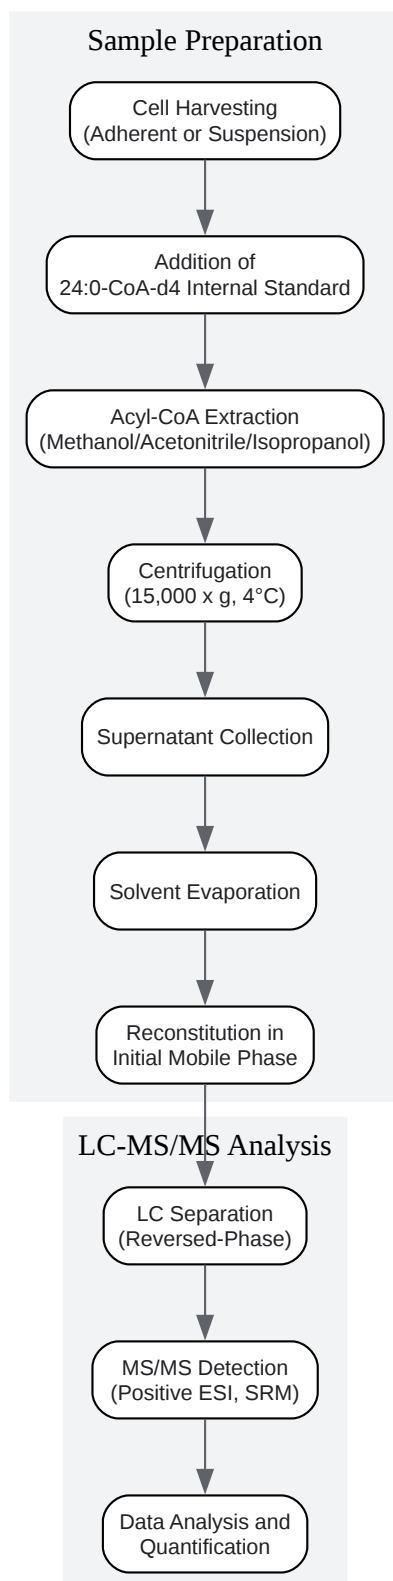 Sample Preparation
Cell Harvesting
(Adherent or Suspension)
Addition of
24:0-CoA-d4 Internal Standard
Acyl-CoA Extraction
(Methanol/Acetonitrile/Isopropanol)
Centrifugation
(15,000 x g, 4°C)
Supernatant Collection
Solvent Evaporation
Reconstitution in
Initial Mobile Phase
LC-MS/MS Analysis
LC Separation
(Reversed-Phase)
MS/MS Detection
(Positive ESI, SRM)
Data Analysis and
Quantification